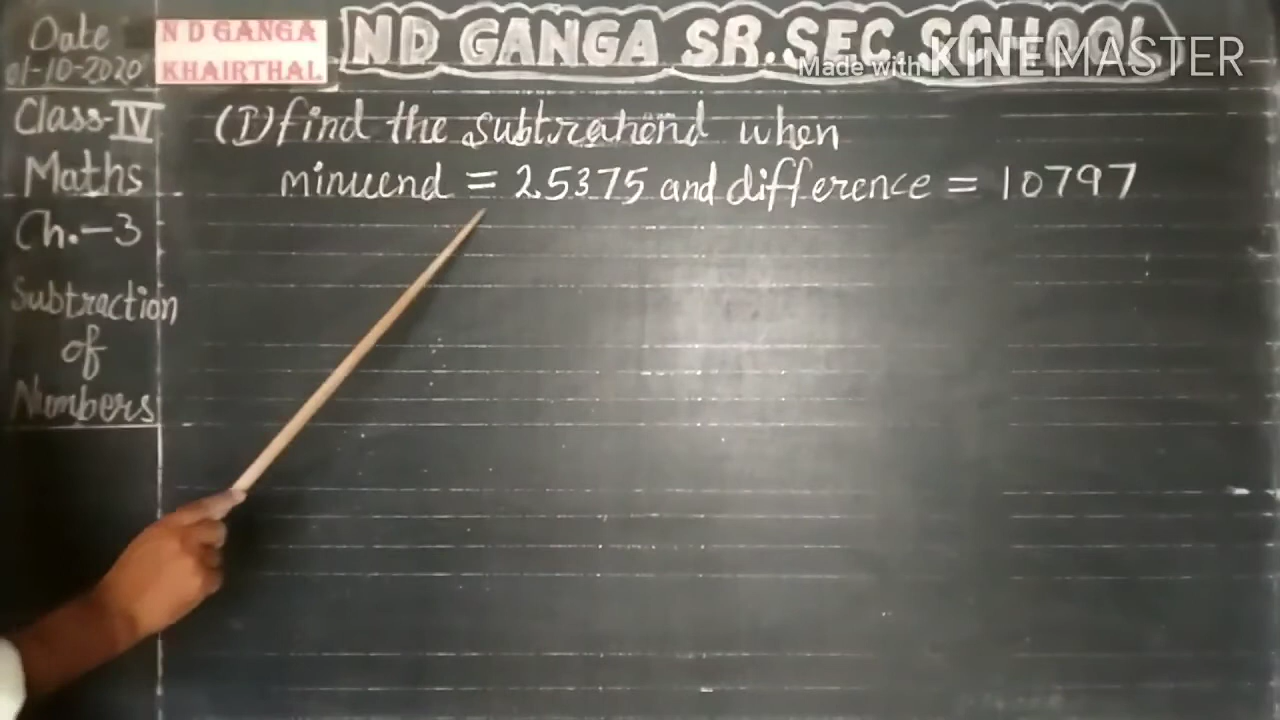 Date
01-10-2020
N D GANGA
KHAIRTHAL
ND GANGA SR.SEC. SCHOOL
Made with KINEMASTER
Class-IV
Maths
Ch.-3
Subtraction
of
Numbers
(I) find the subtrahend when
minuend = 25375 and difference = 10797